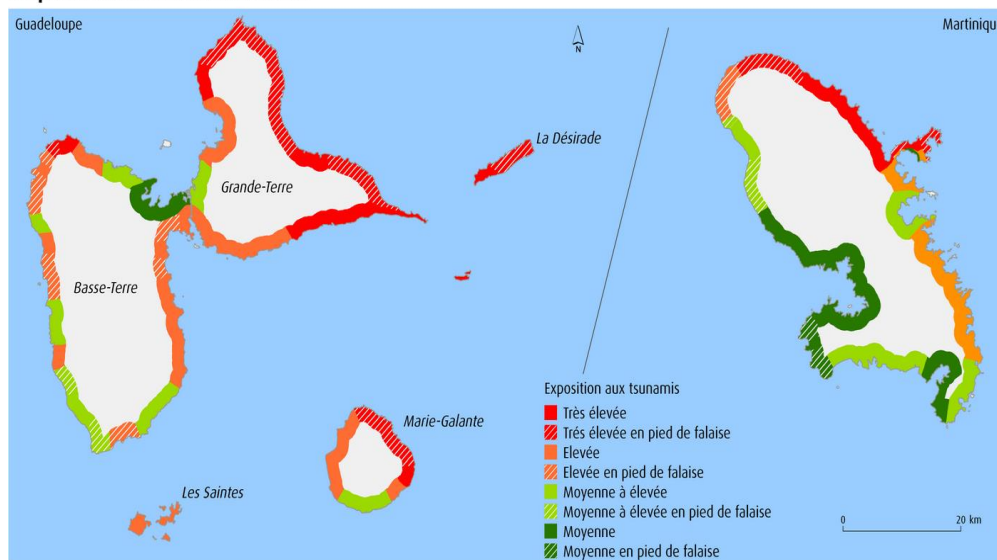 Guadeloupe
Martiniqu
N
La Désirade
Grande-Terre
Basse-Terre
Marie-Galante
Les Saintes
Exposition aux tsunamis
Très élevée
Trés élevée en pied de falaise
Elevée
Elevée en pied de falaise
Moyenne à élevée
Moyenne à élevée en pied de falaise
Moyenne
Moyenne en pied de falaise
0 20 km